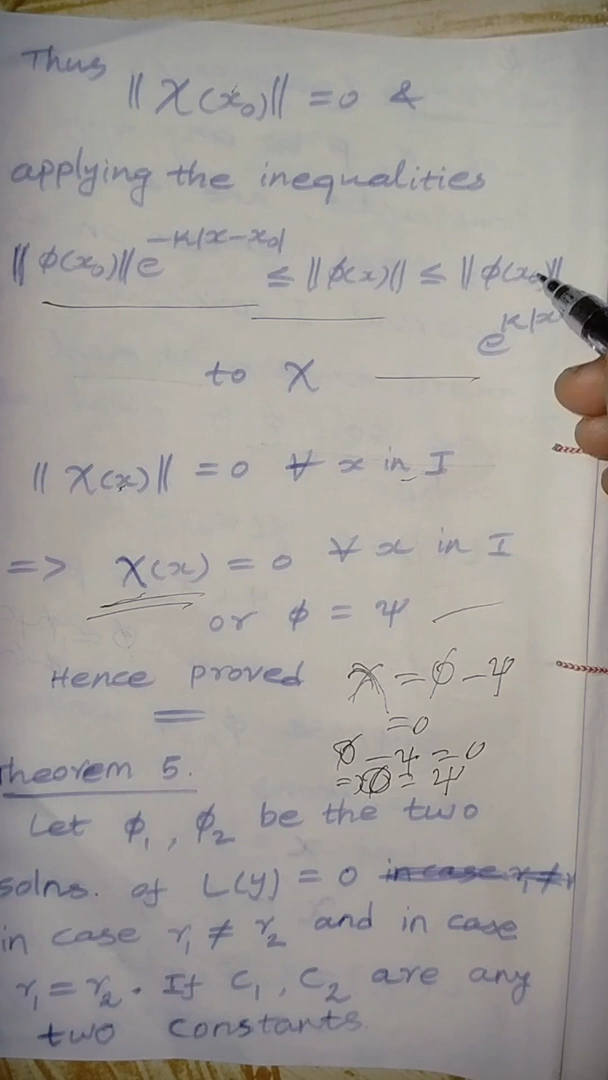 Thus
||χ(x₀)|| = 0 &
applying the inequalities
||ϕ(x₀)||e^{-k|x-x₀|} ≤ ||ϕ(x)|| ≤ ||ϕ(x₀)||
e^{k|x
to χ
||χ(x)|| = 0 ∀ x in I
=> χ(x) = 0 ∀ x in I
or ϕ = ψ
Hence proved
χ = ϕ - ψ
= 0
ϕ - ψ = 0
=> ϕ = ψ
Theorem 5.
Let ϕ₁, ϕ₂ be the two
solns. of L(y) = 0 in case r₁ ≠ r
in case r₁ ≠ r₂ and in case
r₁ = r₂. If C₁, C₂ are any
two constants